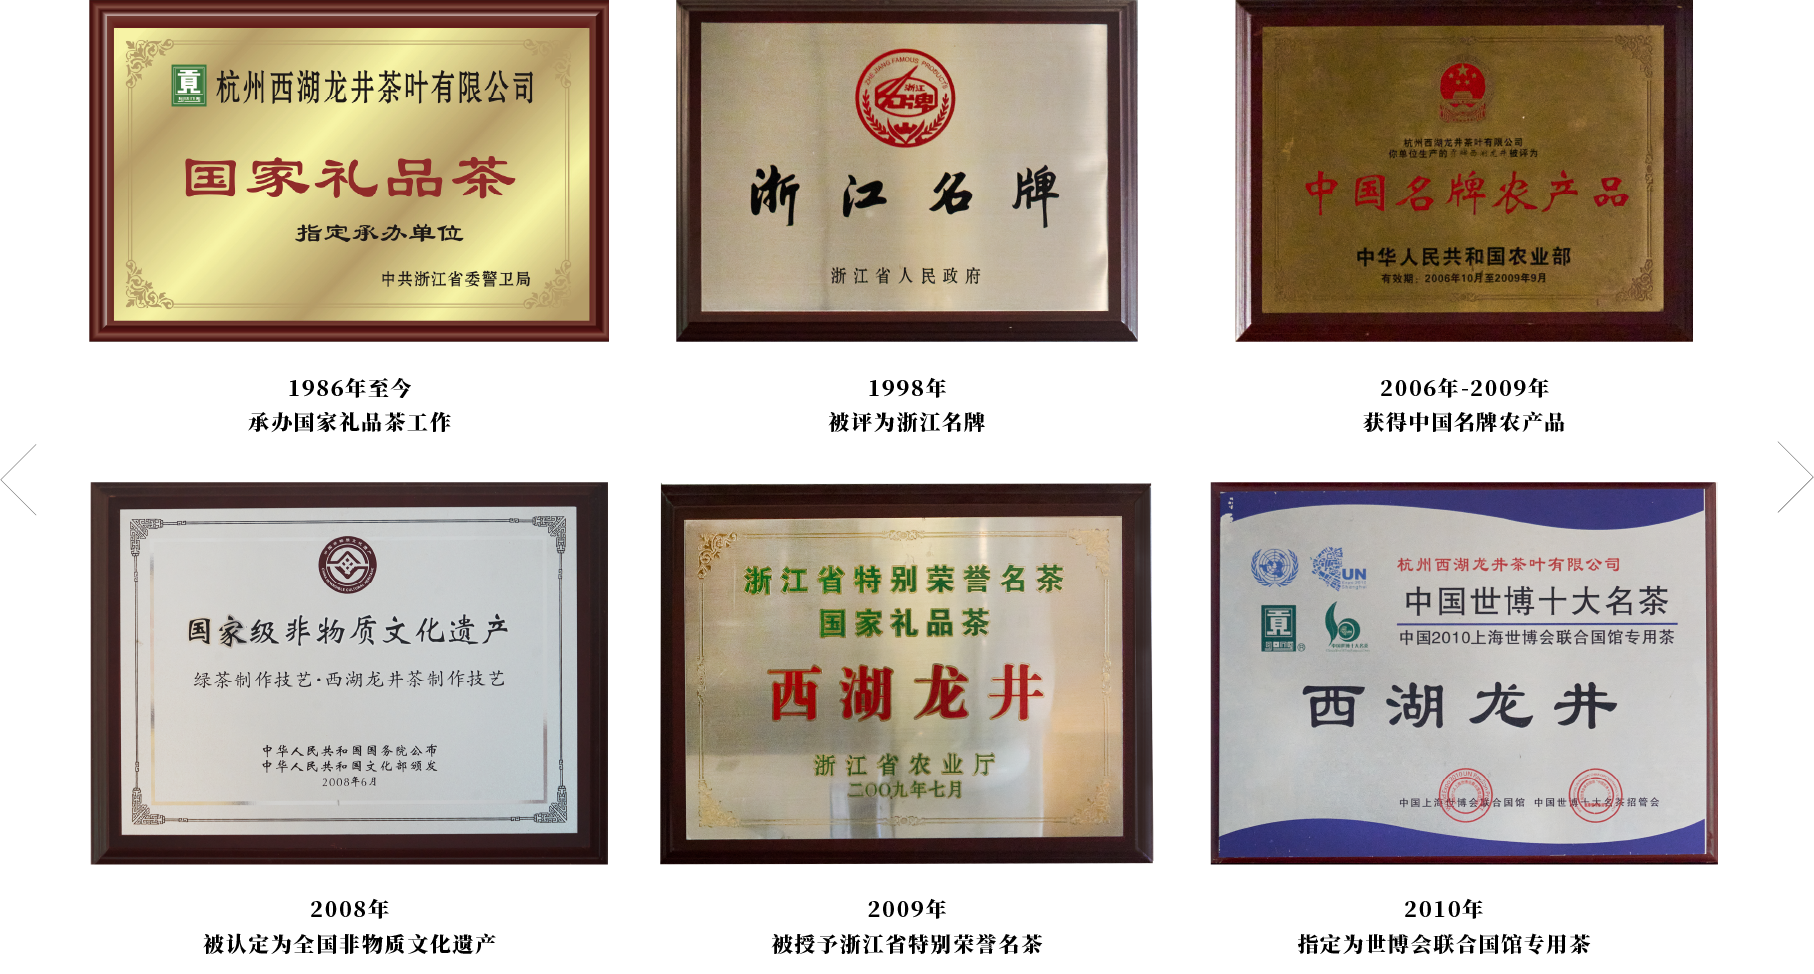 貢
杭州西湖龙井茶叶有限公司
国家礼品茶
指定承办单位
中共浙江省委警卫局
1986年至今
承办国家礼品茶工作
ZHE JIANG FAMOUS PRODUCTS
浙江
名牌
浙江名牌
浙江省人民政府
1998年
被评为浙江名牌
杭州西湖龙井茶叶有限公司
你单位生产的贡牌西湖龙井被评为
中国名牌农产品
中华人民共和国农业部
有效期：2006年10月至2009年9月
2006年-2009年
获得中国名牌农产品
国家级非物质文化遗产
绿茶制作技艺·西湖龙井茶制作技艺
中华人民共和国国务院公布
中华人民共和国文化部颁发
2008年6月
2008年
被认定为全国非物质文化遗产
浙江省特别荣誉名茶
国家礼品茶
西湖龙井
浙江省农业厅
二〇〇九年七月
2009年
被授予浙江省特别荣誉名茶
UN
貢
杭州西湖龙井茶叶有限公司
中国世博十大名茶
中国2010上海世博会联合国馆专用茶
西湖龙井
中国上海世博会联合国馆 中国世博十大名茶招管会
2010年
指定为世博会联合国馆专用茶